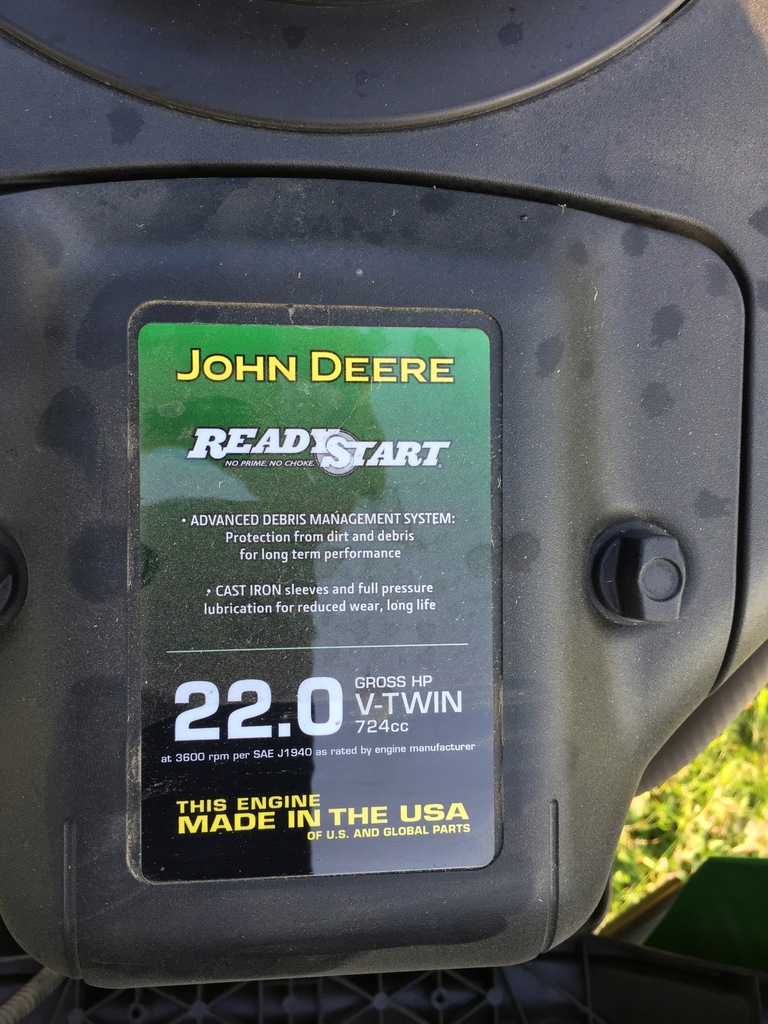 JOHN DEERE
READYSTART
NO PRIME. NO CHOKE.
• ADVANCED DEBRIS MANAGEMENT SYSTEM:
Protection from dirt and debris
for long term performance
• CAST IRON sleeves and full pressure
lubrication for reduced wear, long life
22.0 GROSS HP
V-TWIN
724cc
at 3600 rpm per SAE J1940 as rated by engine manufacturer
THIS ENGINE
MADE IN THE USA
OF U.S. AND GLOBAL PARTS